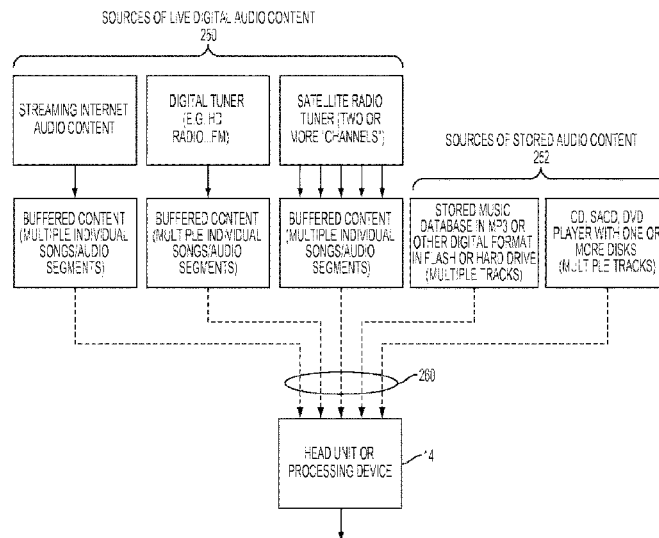 SOURCES OF LIVE DIGITAL AUDIO CONTENT
250
STREAMING INTERNET
AUDIO CONTENT
DIGITAL TUNER
(E.G. HD
RADIO...FM)
SATELLITE RADIO
TUNER (TWO OR
MORE "CHANNELS")
SOURCES OF STORED AUDIO CONTENT
252
BUFFERED CONTENT
(MULTIPLE INDIVIDUAL
SONGS/AUDIO
SEGMENTS)
BUFFERED CONTENT
(MULTIPLE INDIVIDUAL
SONGS/AUDIO
SEGMENTS)
BUFFERED CONTENT
(MULTIPLE INDIVIDUAL
SONGS/AUDIO
SEGMENTS)
STORED MUSIC
DATABASE IN MP3 OR
OTHER DIGITAL FORMAT
IN FLASH OR HARD DRIVE
(MULTIPLE TRACKS)
CD, SACD, DVD
PLAYER WITH ONE OR
MORE DISKS
(MULTIPLE TRACKS)
260
HEAD UNIT OR
PROCESSING DEVICE
14